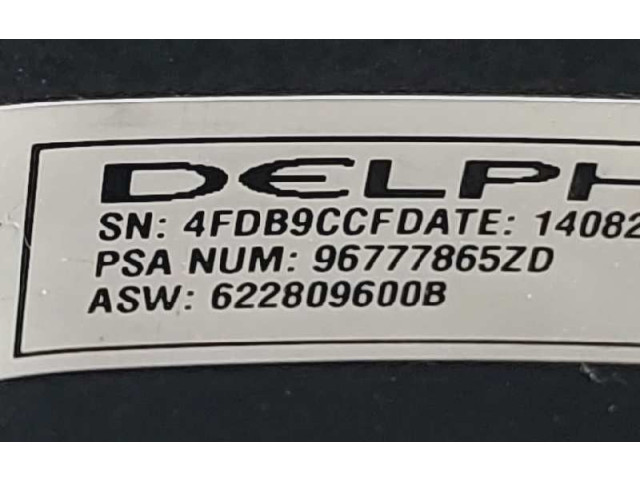 DELPH
SN: 4FDB9CCFDATE: 14082
PSA NUM: 96777865ZD
ASW: 622809600B